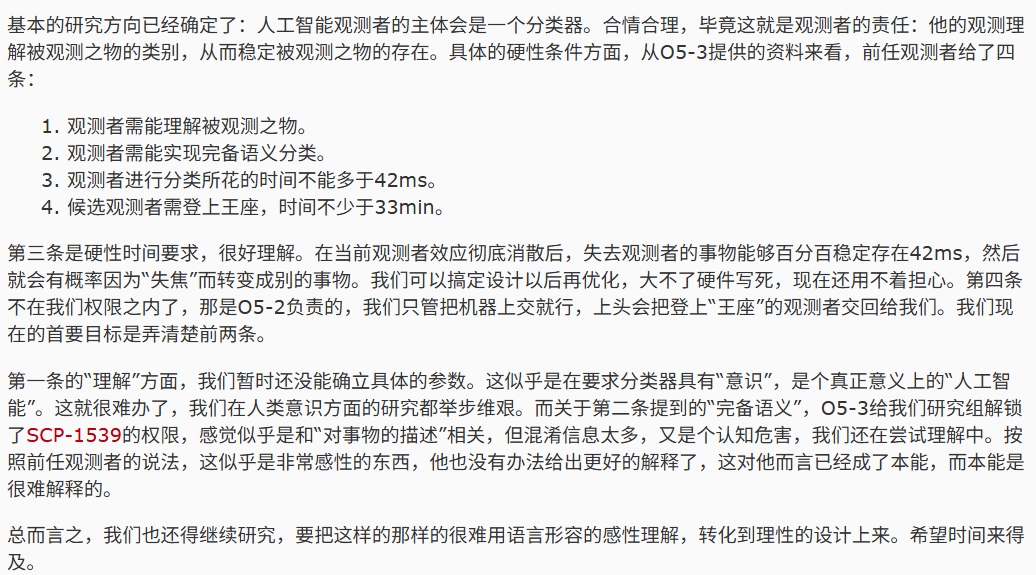 基本的研究方向已经确定了：人工智能观测者的主体会是一个分类器。合情合理，毕竟这就是观测者的责任：他的观测理
解被观测之物的类别，从而稳定被观测之物的存在。具体的硬性条件方面，从O5-3提供的资料来看，前任观测者给了四
条：
1. 观测者需能理解被观测之物。
2. 观测者需能实现完备语义分类。
3. 观测者进行分类所花的时间不能多于42ms。
4. 候选观测者需登上王座，时间不少于33min。
第三条是硬性时间要求，很好理解。在当前观测者效应彻底消散后，失去观测者的事物能够百分百稳定存在42ms，然后
就会有概率因为“失焦”而转变成别的事物。我们可以搞定设计以后再优化，大不了硬件写死，现在还用不着担心。第四条
不在我们权限之内了，那是O5-2负责的，我们只管把机器上交就行，上头会把登上“王座”的观测者交回给我们。我们现
在的首要目标是弄清楚前两条。
第一条的“理解”方面，我们暂时还没能确立具体的参数。这似乎是在要求分类器具有“意识”，是个真正意义上的“人工智
能”。这就很难办了，我们在人类意识方面的研究都举步维艰。而关于第二条提到的“完备语义”，O5-3给我们研究组解锁
了SCP-1539的权限，感觉似乎是和“对事物的描述”相关，但混淆信息太多，又是个认知危害，我们还在尝试理解中。按
照前任观测者的说法，这似乎是非常感性的东西，他也没有办法给出更好的解释了，这对他而言已经成了本能，而本能是
很难解释的。
总而言之，我们也还得继续研究，要把这样的那样的很难用语言形容的感性理解，转化到理性的设计上来。希望时间来得
及。